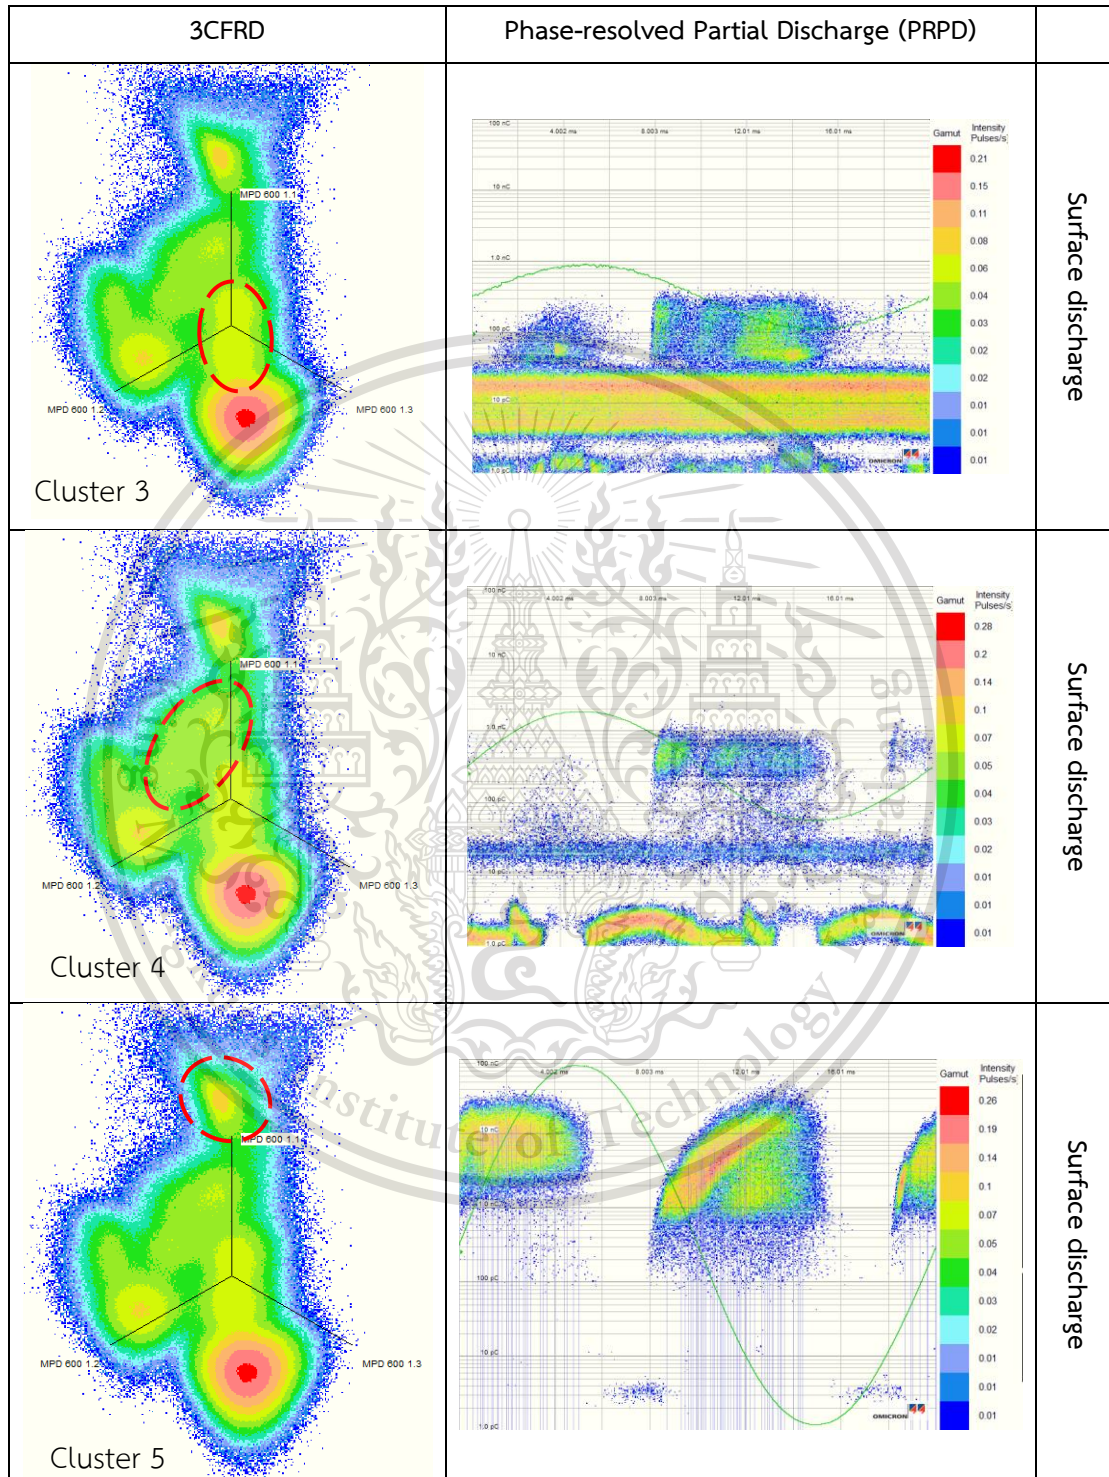 3CFRD
Phase-resolved Partial Discharge (PRPD)
MPD 600 1.1
MPD 600 1.2
MPD 600 1.3
Cluster 3
100 nC
4.002 ms
8.003 ms
12.01 ms
16.01 ms
10 nC
1.0 nC
100 pC
10 pC
1.0 pC
OMICRON
Gamut
Intensity
Pulses/s
0.21
0.15
0.11
0.08
0.06
0.04
0.03
0.02
0.02
0.01
0.01
0.01
Surface discharge
MPD 600 1.1
MPD 600 1.2
MPD 600 1.3
Cluster 4
100 nC
4.002 ms
8.003 ms
12.01 ms
16.01 ms
10 nC
1.0 nC
100 pC
10 pC
1.0 pC
OMICRON
Gamut
Intensity
Pulses/s
0.28
0.2
0.14
0.1
0.07
0.05
0.04
0.03
0.02
0.01
0.01
0.01
Surface discharge
MPD 600 1.1
MPD 600 1.2
MPD 600 1.3
Cluster 5
100 nC
4.002 ms
8.003 ms
12.01 ms
16.01 ms
10 nC
1.0 nC
100 pC
10 pC
1.0 pC
OMICRON
Gamut
Intensity
Pulses/s
0.26
0.19
0.14
0.1
0.07
0.05
0.04
0.03
0.02
0.01
0.01
0.01
Surface discharge
Institute of Technology